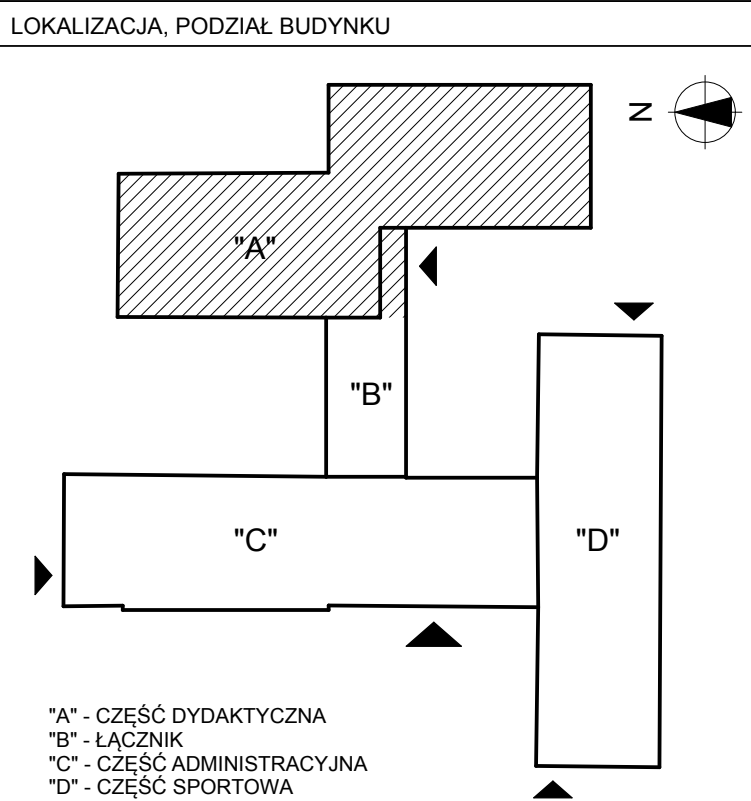 LOKALIZACJA, PODZIAŁ BUDYNKU
N
"A"
"B"
"C"
"D"
"A" - CZĘŚĆ DYDAKTYCZNA
"B" - ŁĄCZNIK
"C" - CZĘŚĆ ADMINISTRACYJNA
"D" - CZĘŚĆ SPORTOWA